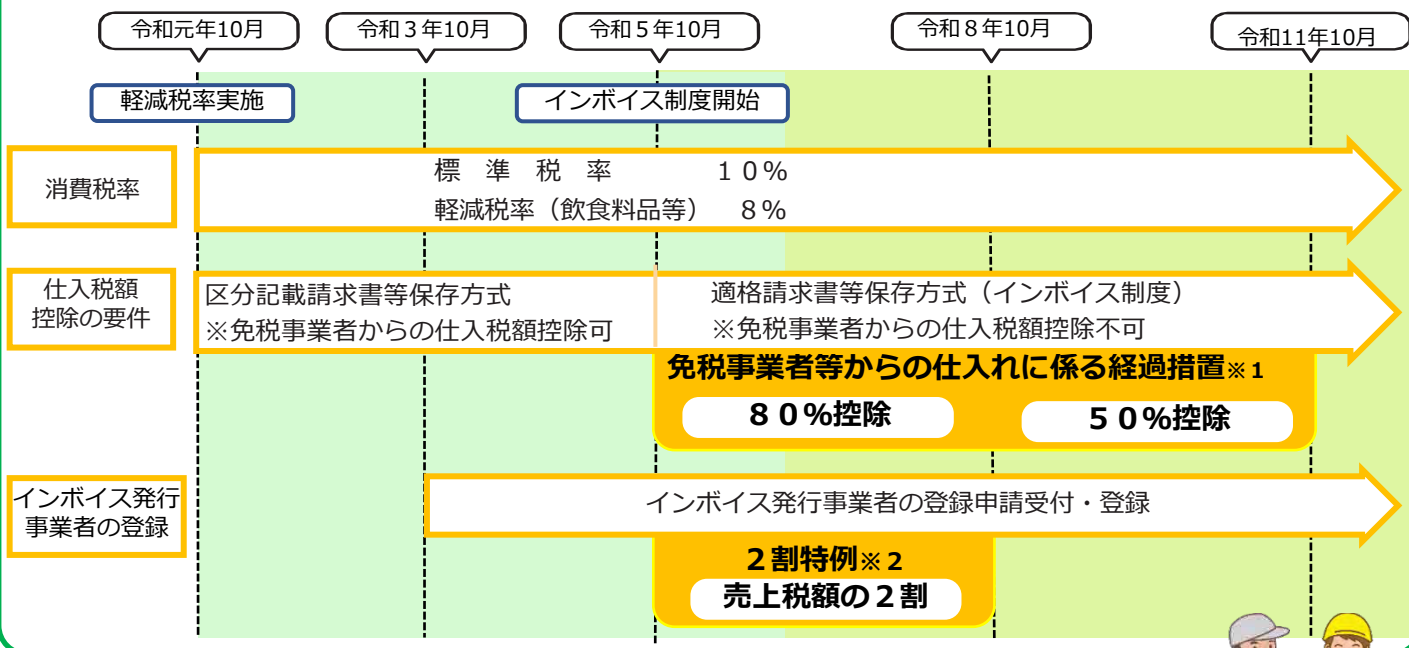 令和元年10月
令和３年10月
令和５年10月
令和８年10月
令和11年10月
軽減税率実施
インボイス制度開始
消費税率
標　準　税　率　　　　１０%
軽減税率（飲食料品等）　８%
仕入税額
控除の要件
区分記載請求書等保存方式
※免税事業者からの仕入税額控除可
適格請求書等保存方式（インボイス制度）
※免税事業者からの仕入税額控除不可
免税事業者等からの仕入れに係る経過措置※1
８０%控除
５０%控除
インボイス発行
事業者の登録
インボイス発行事業者の登録申請受付・登録
２割特例※２
売上税額の２割